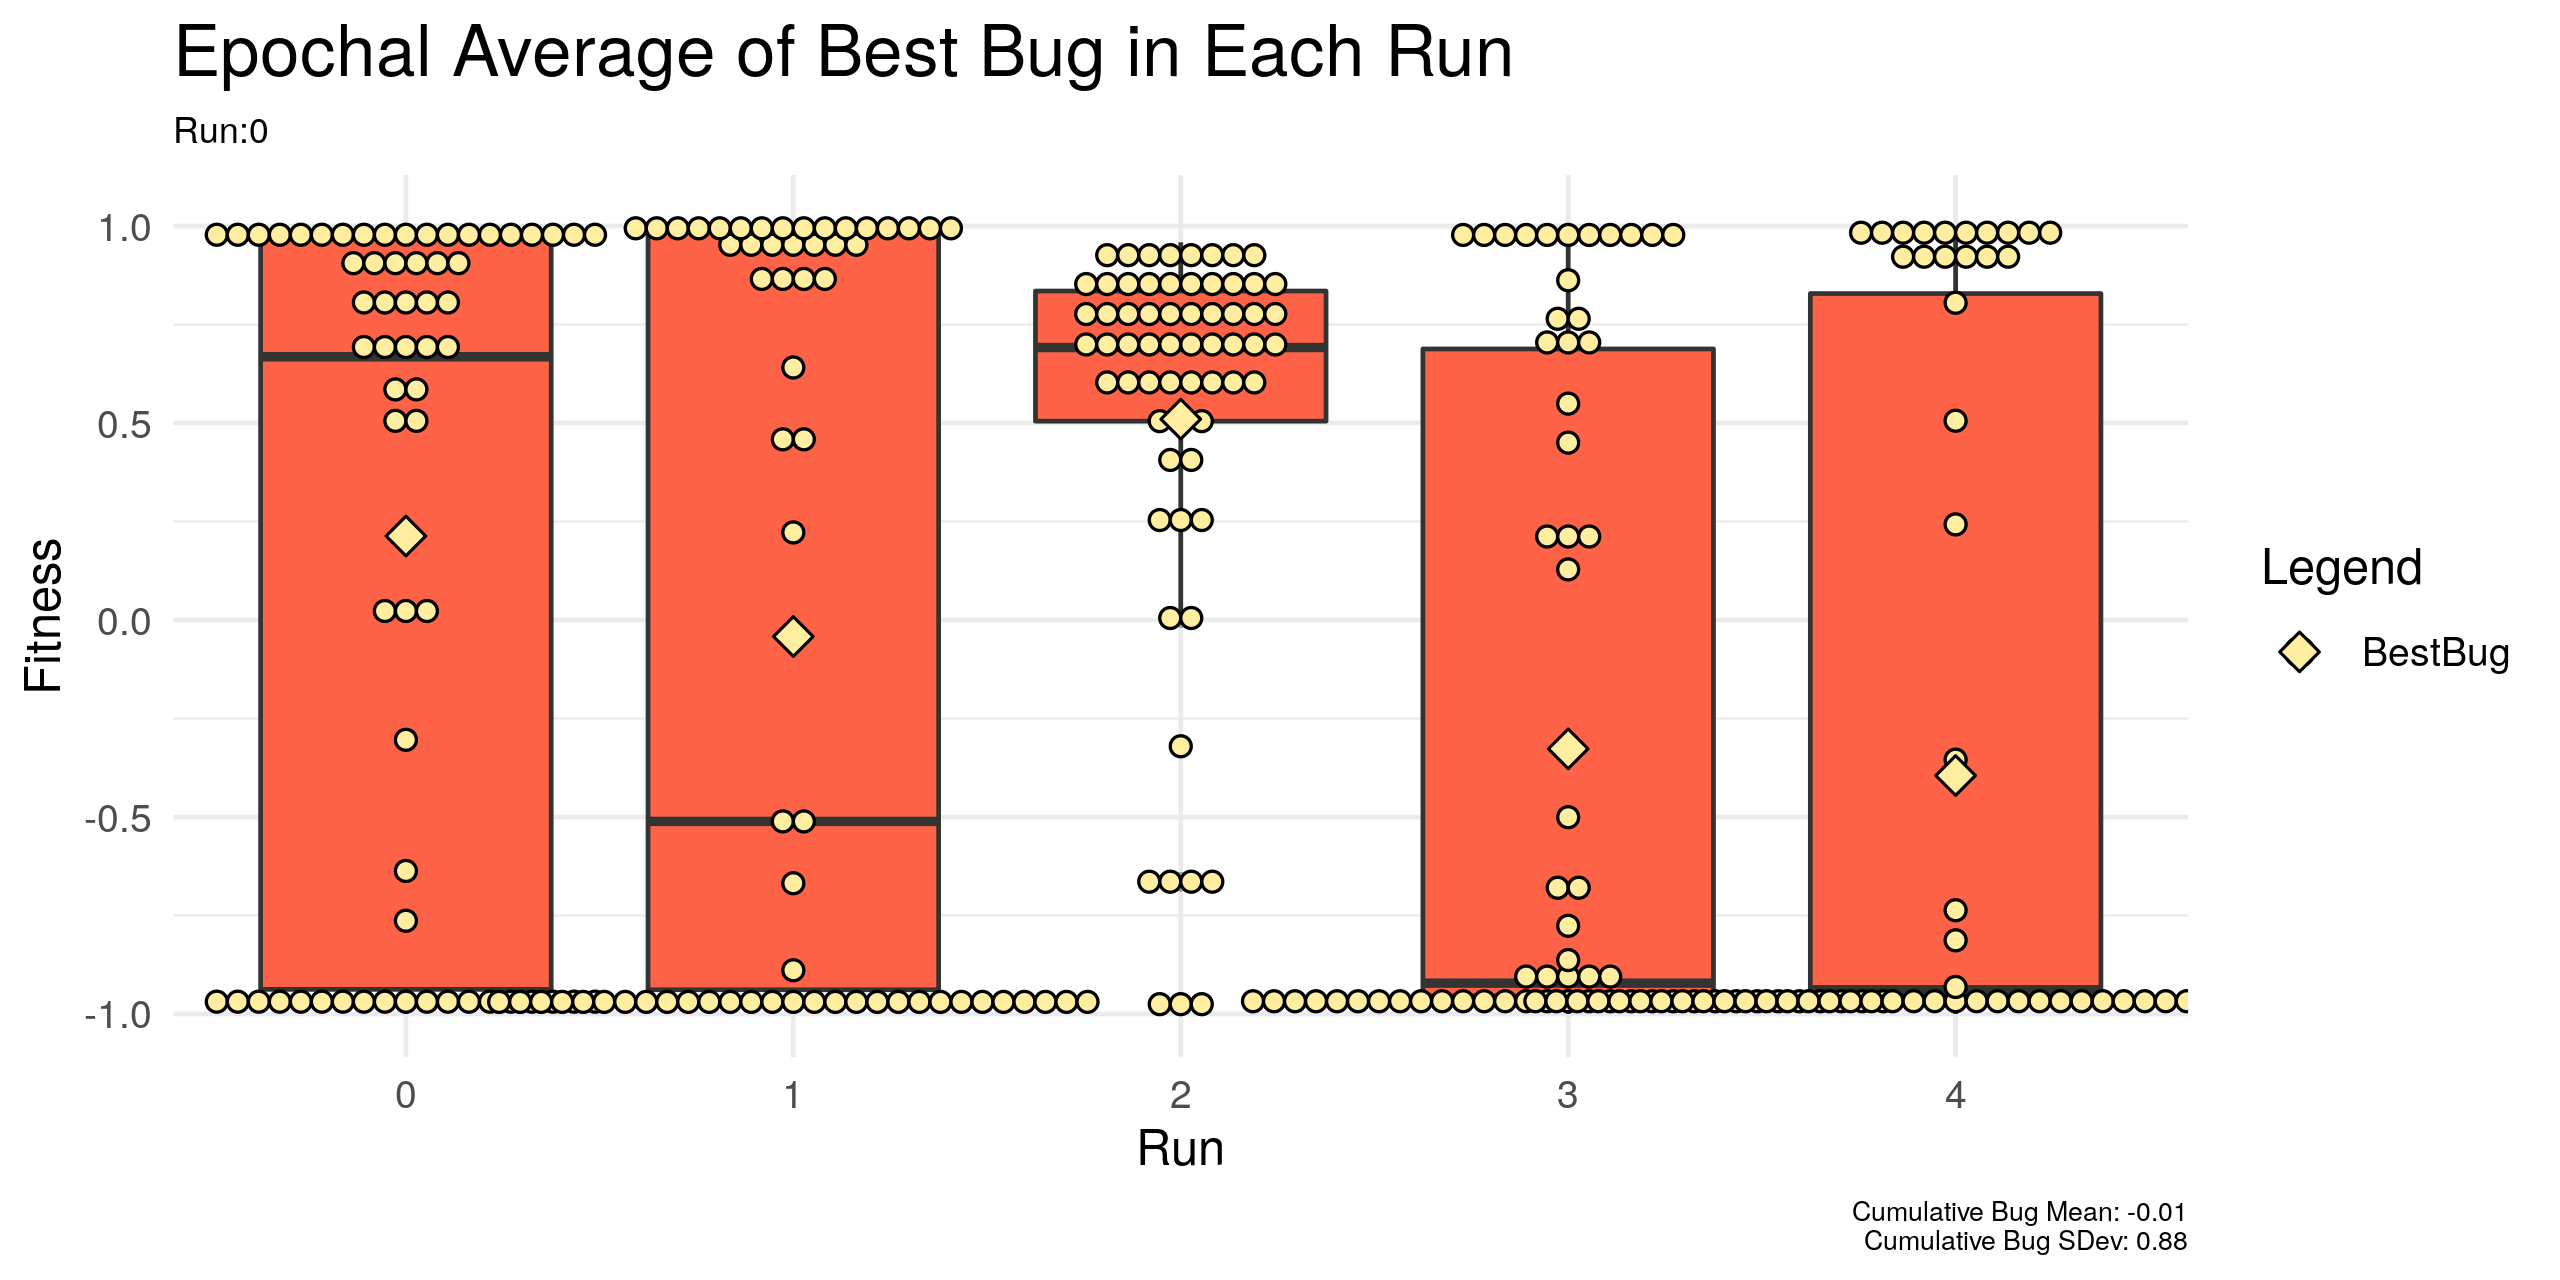 Epochal Average of Best Bug in Each Run
Run:0
1.0
0.5
0.0
-0.5
-1.0
Fitness
0 1 2 3 4
Run
Legend
BestBug
Cumulative Bug Mean: -0.01
Cumulative Bug SDev: 0.88